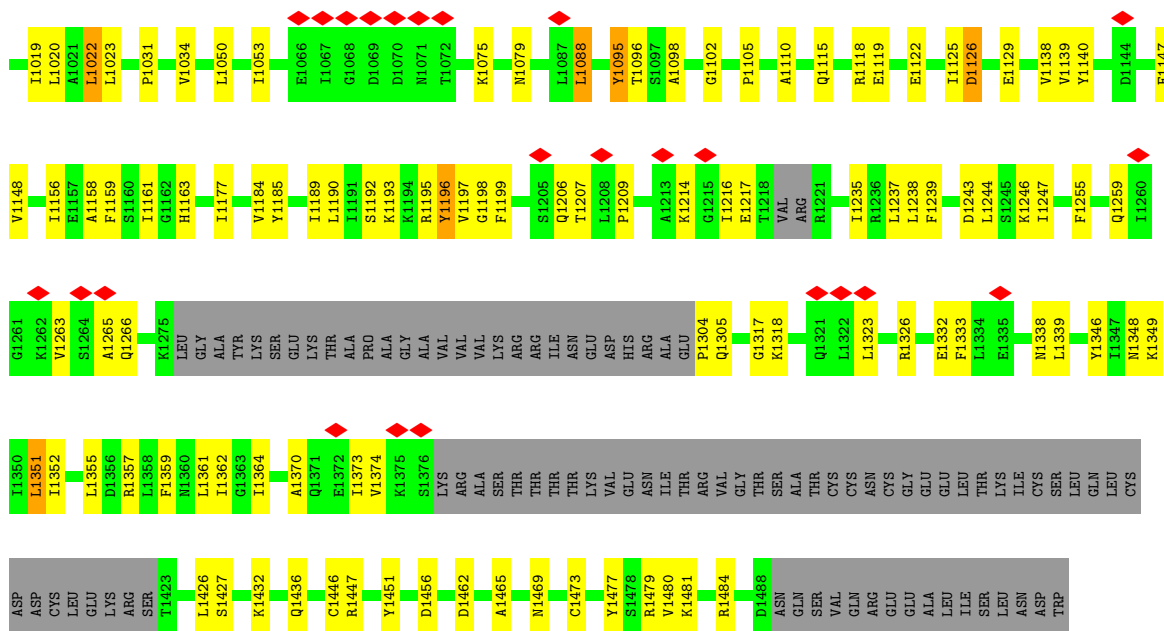 I1019 L1020 A1021 L1022 L1023 P1031 V1034 L1050 I1053 E1066 I1067 G1068 D1069 D1070 N1071 T1072 K1075 N1079 L1087 L1088 Y1095 T1096 S1097 A1098 G1102 P1105 A1110 Q1115 R1118 E1119 E1122 I1125 D1126 E1129 V1138 V1139 Y1140 D1144
V1148 I1156 E1157 A1158 F1159 S1160 I1161 G1162 H1163 I1177 V1184 Y1185 I1189 L1190 I1191 S1192 K1193 K1194 R1195 Y1196 V1197 G1198 F1199 S1205 Q1206 T1207 L1208 P1209 A1213 K1214 G1215 I1216 E1217 T1218 VAL ARG R1221 I1235 R1236 L1237 L1238 F1239 D1243 L1244 S1245 K1246 I1247 F1255 Q1259 I1260
G1261 K1262 V1263 S1264 A1265 Q1266 K1275 LEU GLY ALA TYR LYS SER GLU LYS THR ALA PRO ALA GLY ALA VAL VAL VAL LYS ARG ARG ILE ASN GLU ASP HIS ARG ALA GLU P1304 Q1305 G1317 K1318 Q1321 L1322 L1323 R1326 E1332 F1333 L1334 E1335 N1338 L1339 Y1346 I1347 N1348 K1349
I1350 L1351 I1352 L1355 D1356 R1357 L1358 F1359 N1360 L1361 I1362 G1363 I1364 A1370 Q1371 E1372 I1373 V1374 K1375 S1376 LYS ARG ALA SER THR THR THR THR LYS VAL GLU ASN ILE THR ARG VAL GLY THR SER ALA THR CYS CYS ASN CYS GLY GLU GLU LEU THR LYS ILE CYS SER LEU GLN LEU CYS
ASP ASP CYS LEU GLU LYS ARG SER T1423 L1426 S1427 K1432 Q1436 C1446 R1447 Y1451 D1456 D1462 A1465 N1469 C1473 Y1477 S1478 R1479 V1480 K1481 R1484 D1488 ASN GLN SER VAL GLN ARG GLU GLU ALA LEU ILE SER LEU ASN ASP TRP